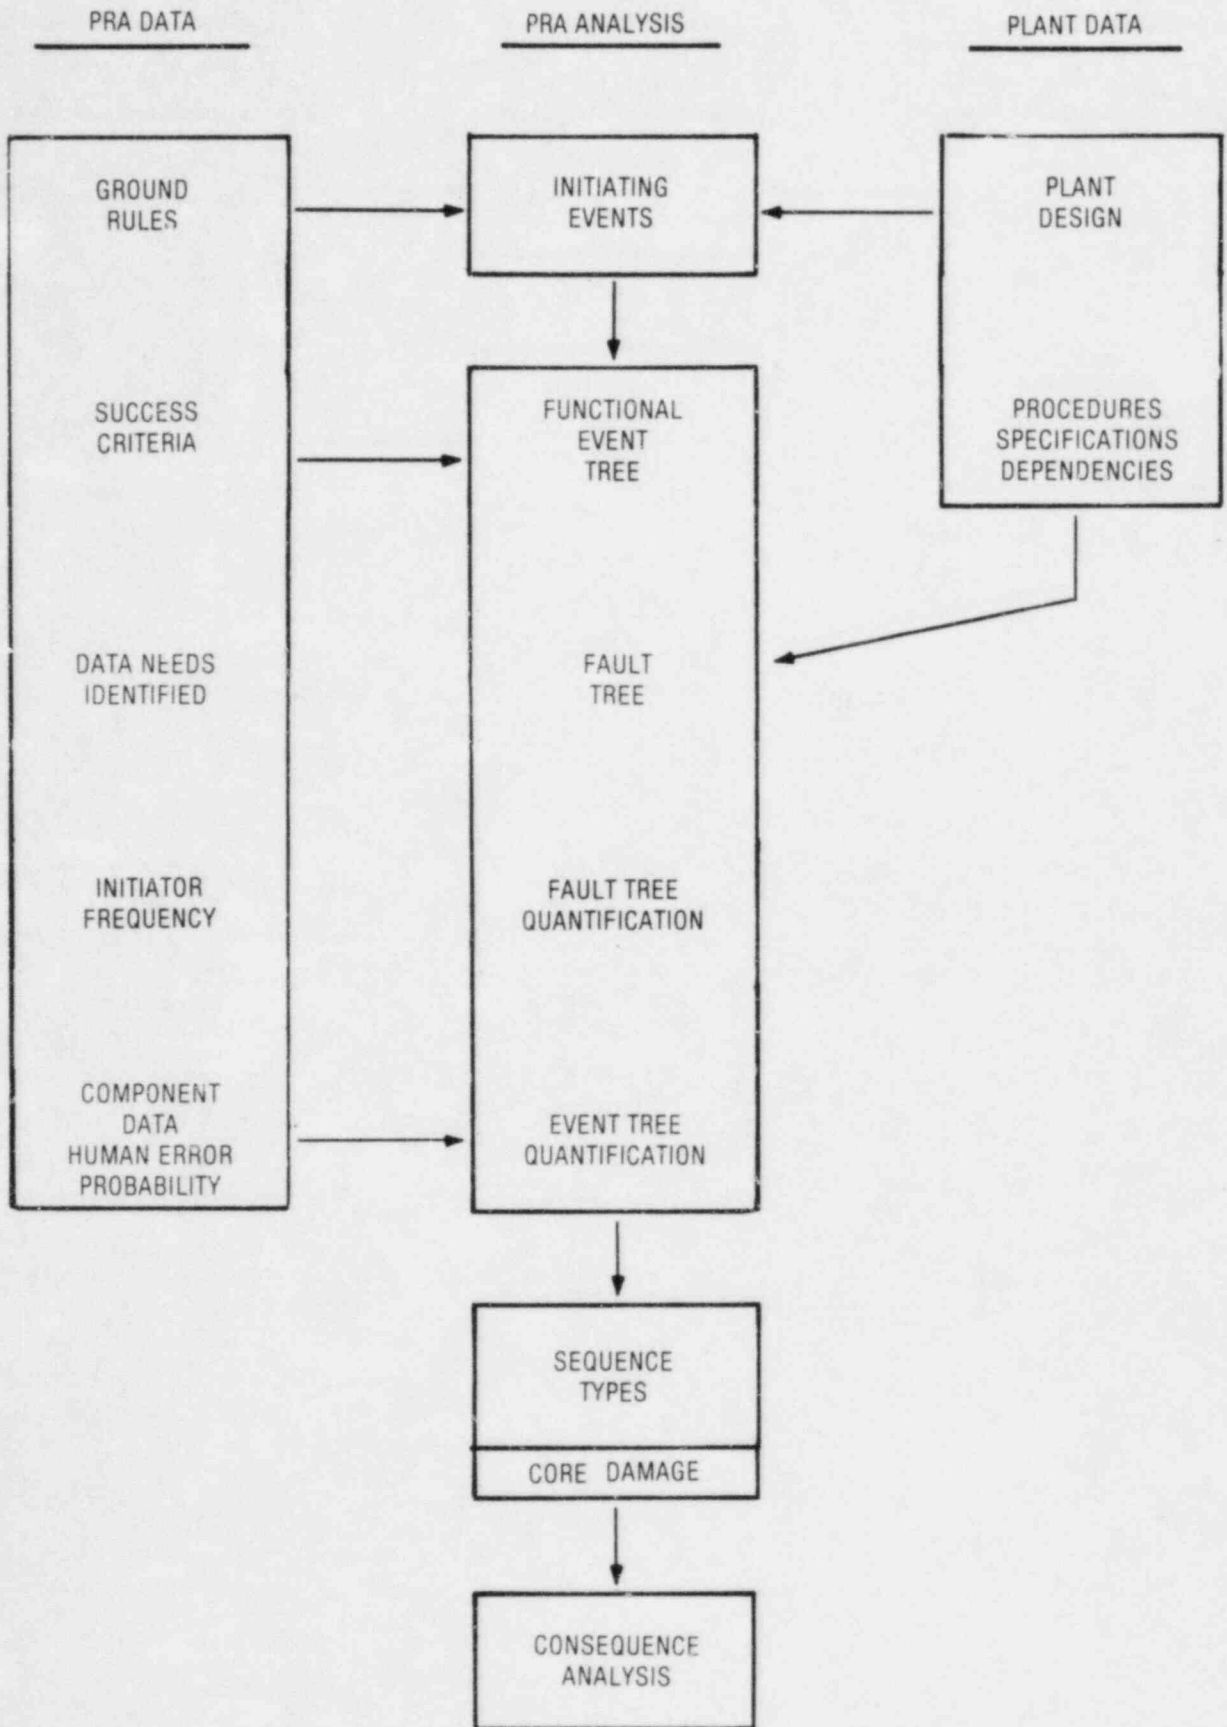 PRA DATA
PRA ANALYSIS
PLANT DATA
GROUND
RULES
INITIATING
EVENTS
PLANT
DESIGN
SUCCESS
CRITERIA
FUNCTIONAL
EVENT
TREE
PROCEDURES
SPECIFICATIONS
DEPENDENCIES
DATA NEEDS
IDENTIFIED
FAULT
TREE
INITIATOR
FREQUENCY
FAULT TREE
QUANTIFICATION
COMPONENT
DATA
HUMAN ERROR
PROBABILITY
EVENT TREE
QUANTIFICATION
SEQUENCE
TYPES
CORE DAMAGE
CONSEQUENCE
ANALYSIS